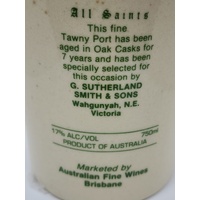 All Saints
This fine
Tawny Port has been
aged in Oak Casks for
7 years and has been
specially selected for
this occasion by
G. SUTHERLAND
SMITH & SONS
Wahgunyah, N.E.
Victoria
17% ALC/VOL 750ml
PRODUCT OF AUSTRALIA
Marketed by
Australian Fine Wines
Brisbane